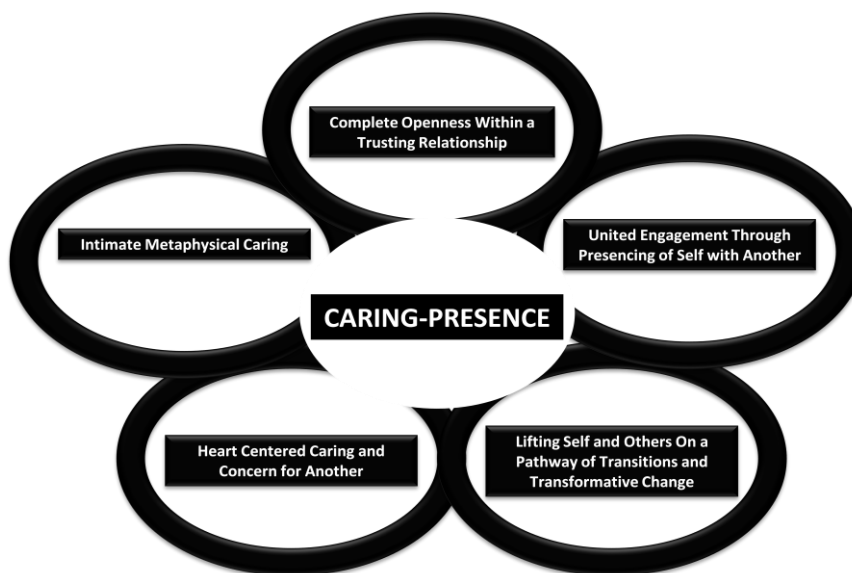 Complete Openness Within a
Trusting Relationship
Intimate Metaphysical Caring
United Engagement Through
Presencing of Self with Another
CARING-PRESENCE
Heart Centered Caring and
Concern for Another
Lifting Self and Others On a
Pathway of Transitions and
Transformative Change